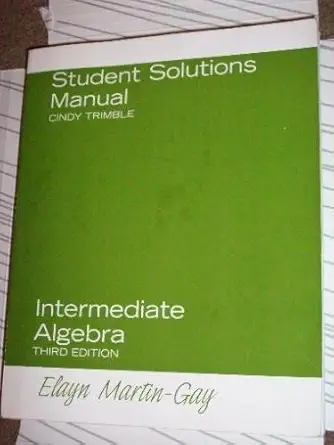 Student Solutions
Manual
CINDY TRIMBLE
Intermediate
Algebra
THIRD EDITION
Elayn Martin-Gay